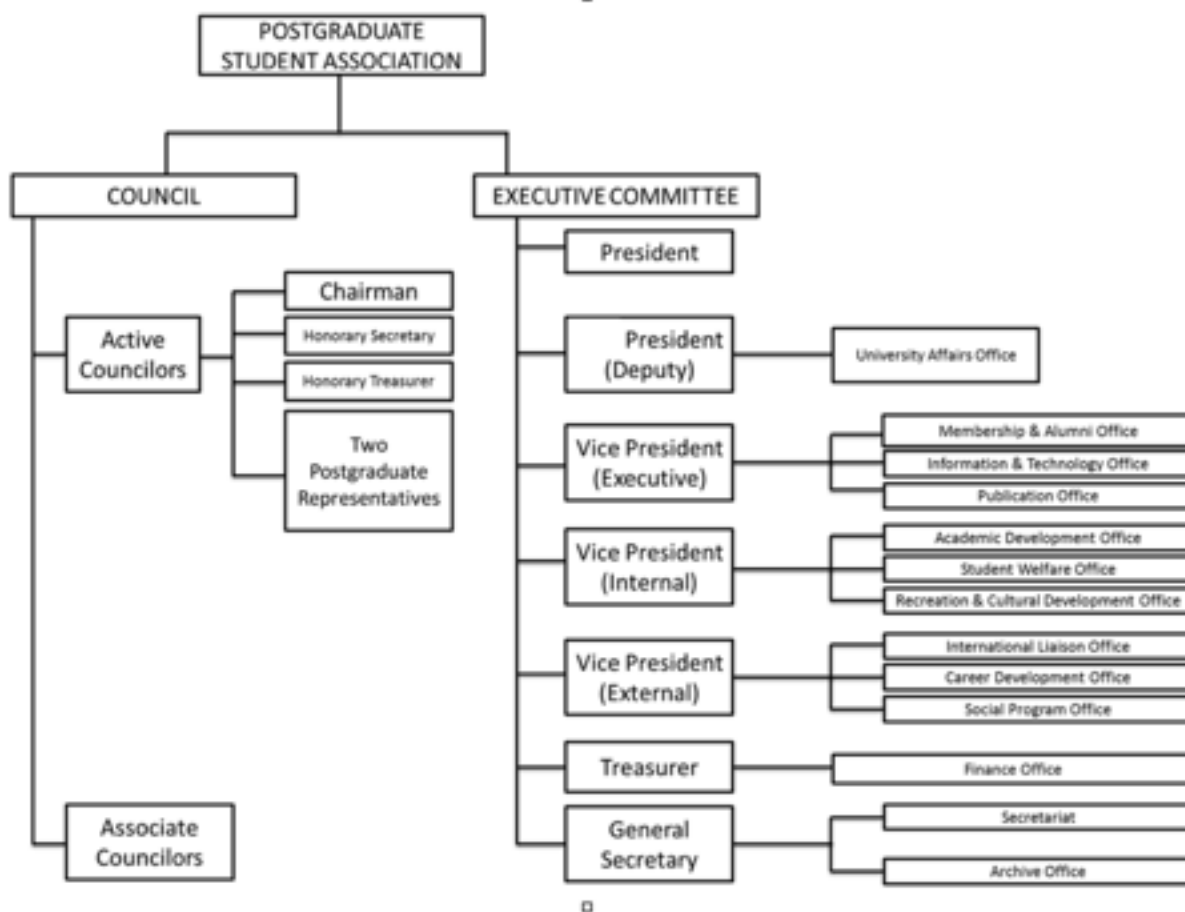 POSTGRADUATE
STUDENT ASSOCIATION
COUNCIL
EXECUTIVE COMMITTEE
Active
Councilors
Chairman
Honorary Secretary
Honorary Treasurer
Two
Postgraduate
Representatives
Associate
Councilors
President
President
(Deputy)
University Affairs Office
Vice President
(Executive)
Membership & Alumni Office
Information & Technology Office
Publication Office
Vice President
(Internal)
Academic Development Office
Student Welfare Office
Recreation & Cultural Development Office
Vice President
(External)
International Liaison Office
Career Development Office
Social Program Office
Treasurer
Finance Office
General
Secretary
Secretariat
Archive Office